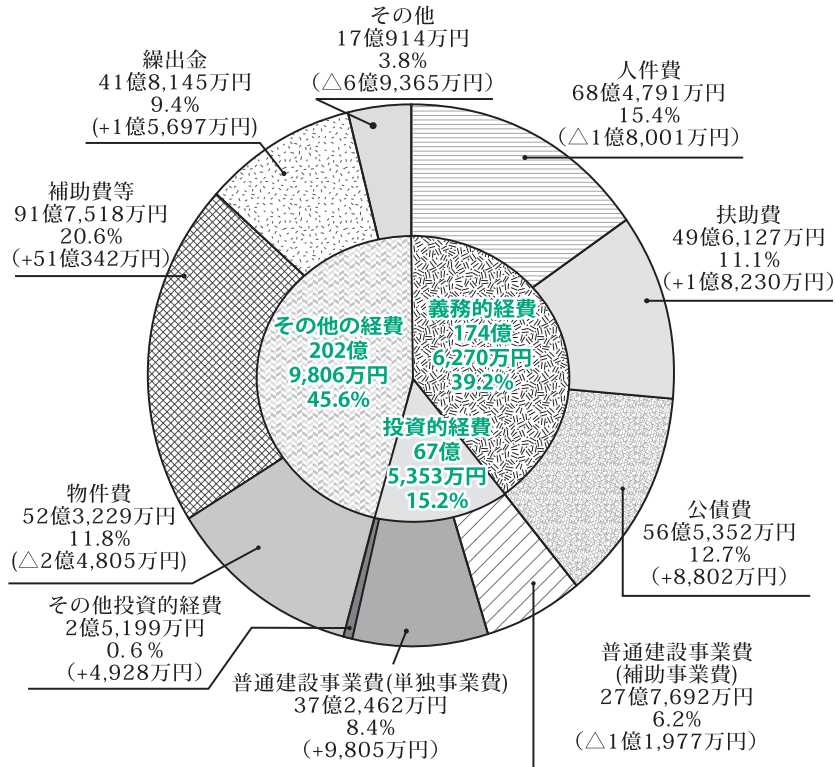 その他
17億914万円
3.8%
(△6億9,365万円)
繰出金
41億8,145万円
9.4%
(+1億5,697万円)
人件費
68億4,791万円
15.4%
(△1億8,001万円)
補助費等
91億7,518万円
20.6%
(+51億342万円)
扶助費
49億6,127万円
11.1%
(+1億8,230万円)
義務的経費
174億
6,270万円
39.2%
その他の経費
202億
9,806万円
45.6%
投資的経費
67億
5,353万円
15.2%
物件費
52億3,229万円
11.8%
(△2億4,805万円)
公債費
56億5,352万円
12.7%
(+8,802万円)
その他投資的経費
2億5,199万円
0.6%
(+4,928万円)
普通建設事業費(単独事業費)
37億2,462万円
8.4%
(+9,805万円)
普通建設事業費
(補助事業費)
27億7,692万円
6.2%
(△1億1,977万円)